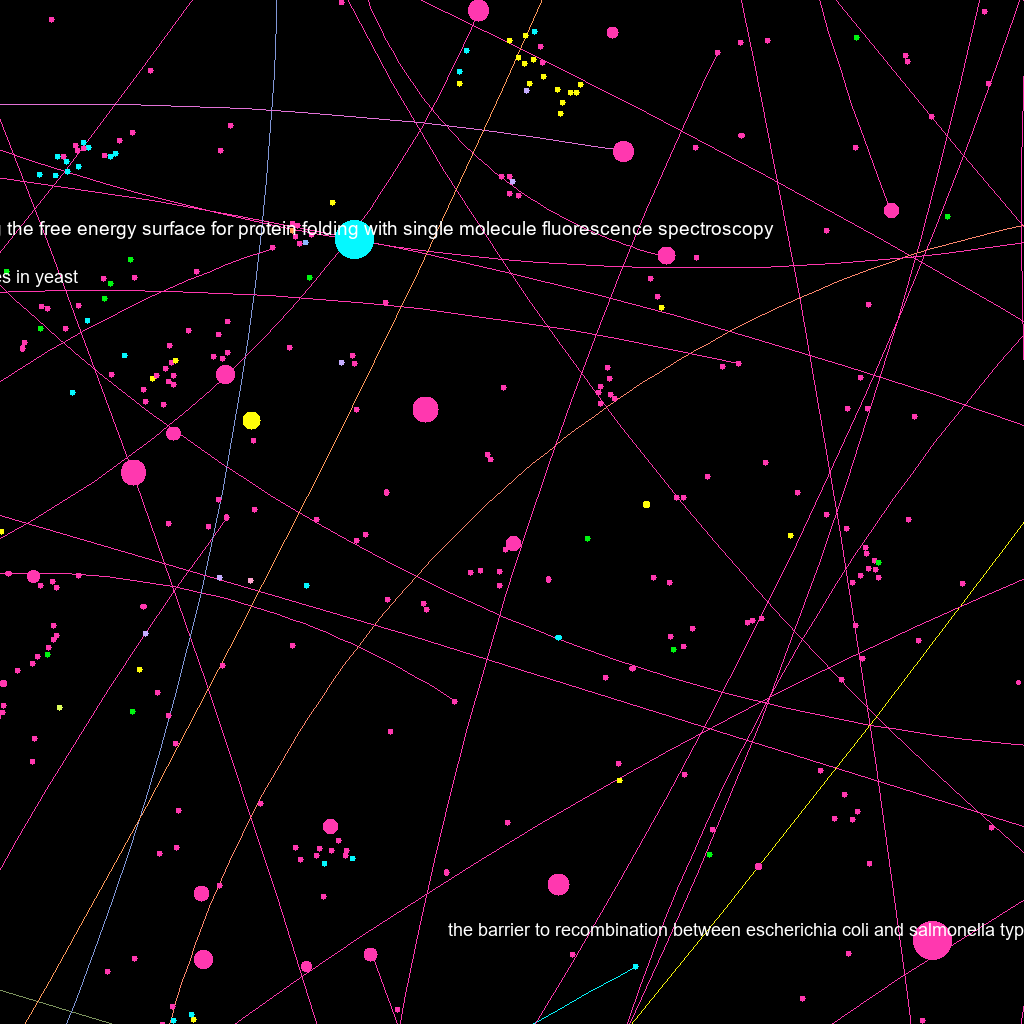 the free energy surface for protein folding with single molecule fluorescence spectroscopy
in yeast
the barrier to recombination between escherichia coli and salmonella